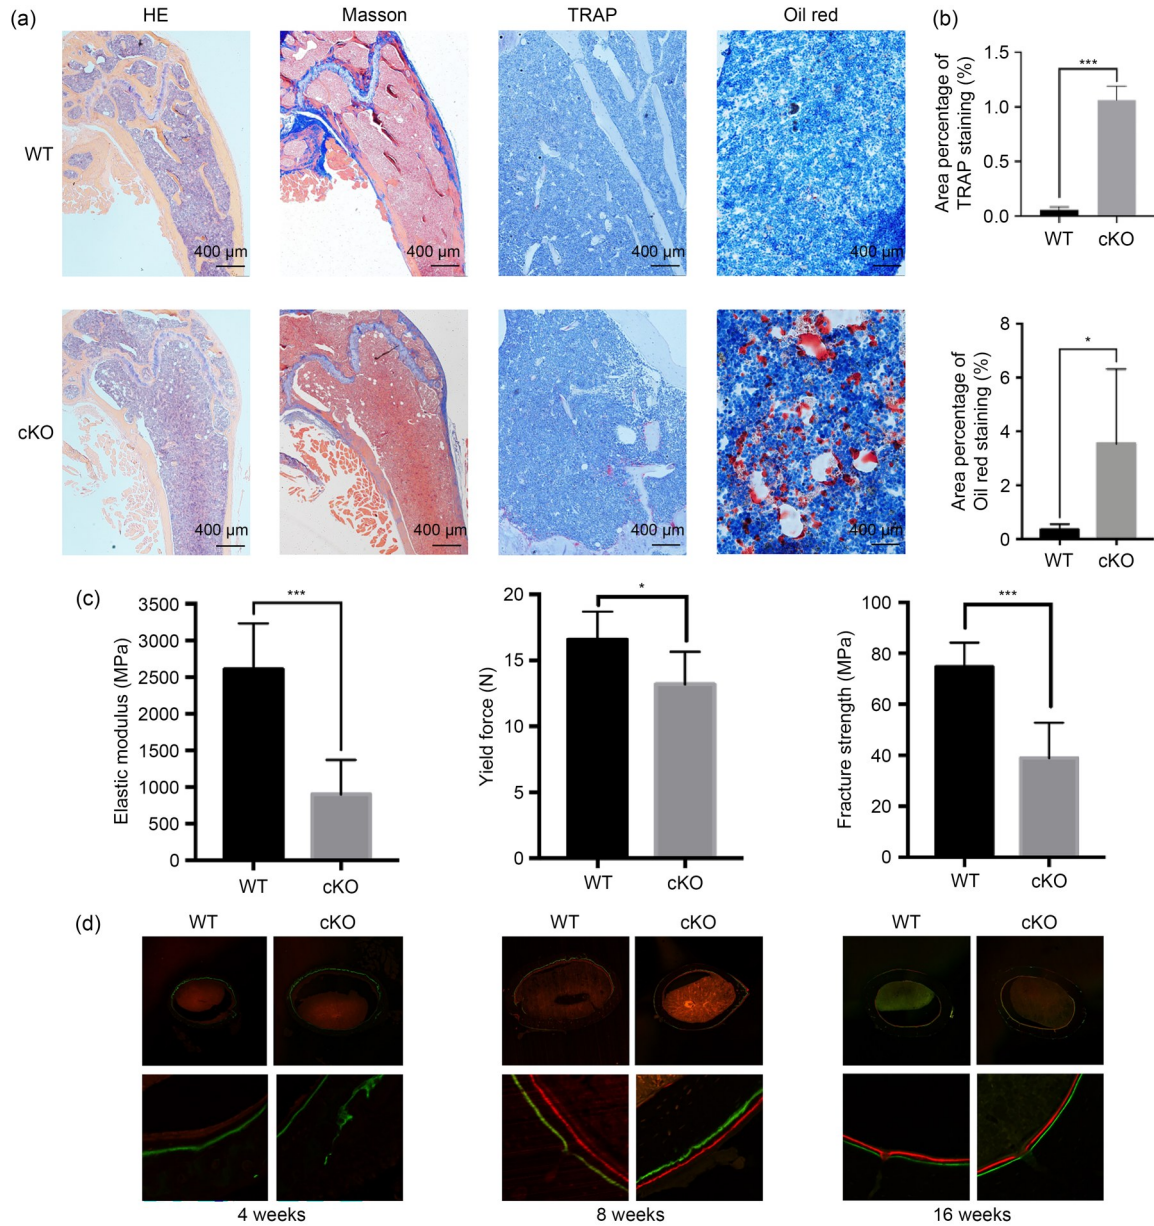 (a)
HE
Masson
TRAP
Oil red
WT
400 µm
400 µm
400 µm
400 µm
cKO
400 µm
400 µm
400 µm
400 µm
(b)
Area percentage of
TRAP staining (%)
1.5
1.0
0.5
0.0
***
WT
cKO
Area percentage of
Oil red staining (%)
8
6
4
2
0
*
WT
cKO
(c)
Elastic modulus (MPa)
3500
3000
2500
2000
1500
1000
500
0
***
WT
cKO
Yield force (N)
20
15
10
5
0
*
WT
cKO
Fracture strength (MPa)
100
80
60
40
20
0
***
WT
cKO
(d)
WT
cKO
WT
cKO
WT
cKO
4 weeks
8 weeks
16 weeks